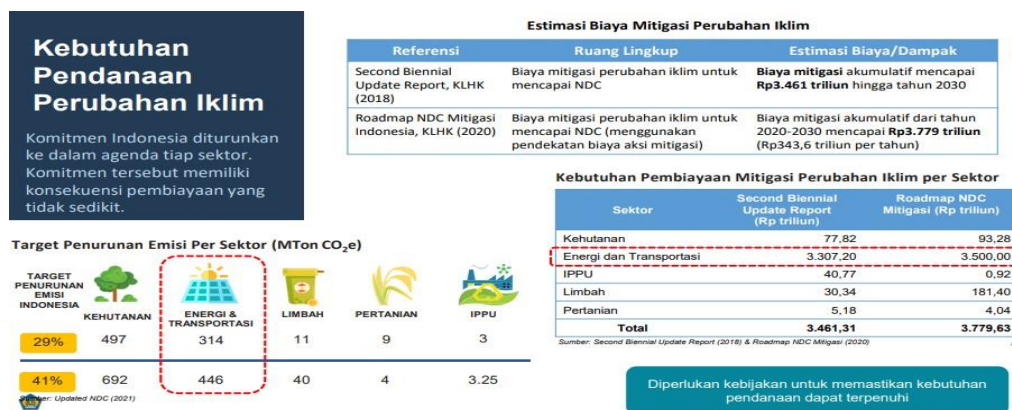 Kebutuhan
Pendanaan
Perubahan Iklim
Komitmen Indonesia diturunkan
ke dalam agenda tiap sektor.
Komitmen tersebut memiliki
konsekuensi pembiayaan yang
tidak sedikit.
Estimasi Biaya Mitigasi Perubahan Iklim
Referensi Ruang Lingkup Estimasi Biaya/Dampak
Second Biennial Biaya mitigasi perubahan iklim untuk Biaya mitigasi akumulatif mencapai
Update Report, KLHK mencapai NDC Rp3.461 triliun hingga tahun 2030
(2018)
Roadmap NDC Mitigasi Biaya mitigasi perubahan iklim untuk Biaya mitigasi akumulatif dari tahun
Indonesia, KLHK (2020) mencapai NDC (menggunakan 2020-2030 mencapai Rp3.779 triliun
pendekatan biaya aksi mitigasi) (Rp343,6 triliun per tahun)
Target Penurunan Emisi Per Sektor (MTon CO₂e)
TARGET
PENURUNAN
EMISI
INDONESIA
KEHUTANAN ENERGI & LIMBAH PERTANIAN IPPU
TRANSPORTASI
29% 497 314 11 9 3
41% 692 446 40 4 3.25
Sumber: Updated NDC (2021)
Kebutuhan Pembiayaan Mitigasi Perubahan Iklim per Sektor
Sektor Second Biennial Roadmap NDC
Update Report Mitigasi (Rp triliun)
(Rp triliun)
Kehutanan 77,82 93,28
Energi dan Transportasi 3.307,20 3.500,00
IPPU 40,77 0,92
Limbah 30,34 181,40
Pertanian 5,18 4,04
Total 3.461,31 3.779,63
Sumber: Second Biennial Update Report (2018) & Roadmap NDC Mitigasi (2020)
Diperlukan kebijakan untuk memastikan kebutuhan
pendanaan dapat terpenuhi